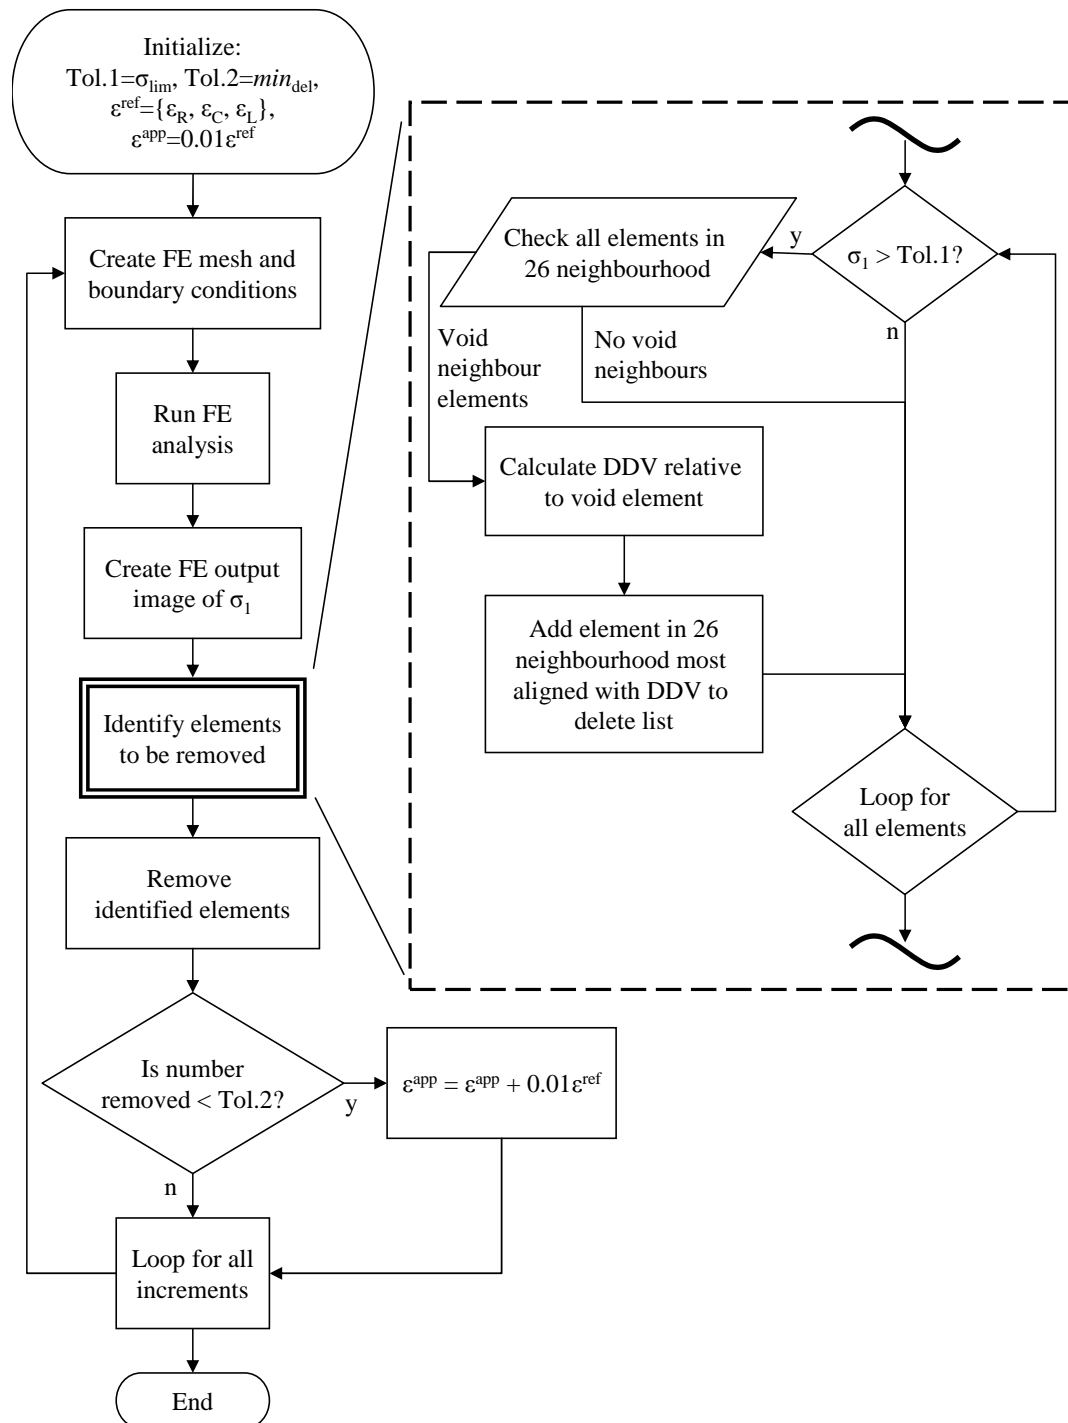 Initialize:
Tol.1=σlim, Tol.2=mindel,
εref={εR, εC, εL},
εapp=0.01εref
Create FE mesh and
boundary conditions
Run FE
analysis
Create FE output
image of σ1
Identify elements
to be removed
Remove
identified elements
Is number
removed < Tol.2?
y
n
εapp = εapp + 0.01εref
Loop for all
increments
End
σ1 > Tol.1?
y
n
Check all elements in
26 neighbourhood
Void
neighbour
elements
No void
neighbours
Calculate DDV relative
to void element
Add element in 26
neighbourhood most
aligned with DDV to
delete list
Loop for
all elements